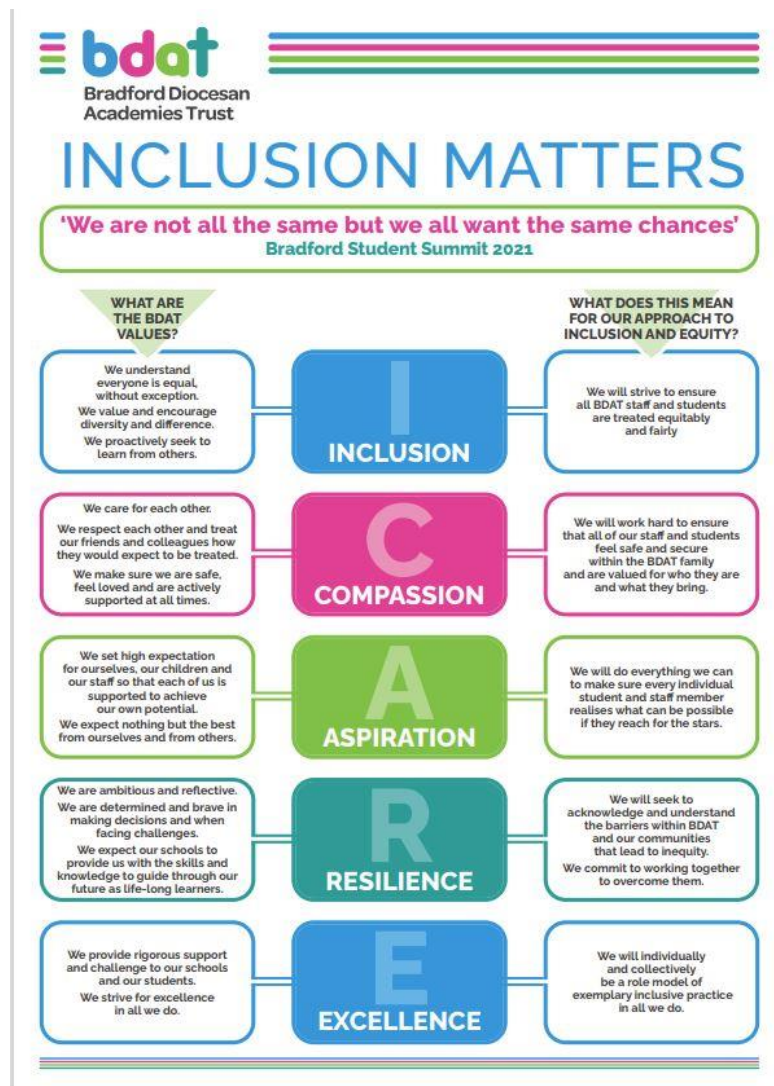 bdat
Bradford Diocesan
Academies Trust
INCLUSION MATTERS
'We are not all the same but we all want the same chances'
Bradford Student Summit 2021
WHAT ARE
THE BDAT
VALUES?
WHAT DOES THIS MEAN
FOR OUR APPROACH TO
INCLUSION AND EQUITY?
We understand
everyone is equal,
without exception.
We value and encourage
diversity and difference.
We proactively seek to
learn from others.
I
INCLUSION
We will strive to ensure
all BDAT staff and students
are treated equitably
and fairly
We care for each other.
We respect each other and treat
our friends and colleagues how
they would expect to be treated.
We make sure we are safe,
feel loved and are actively
supported at all times.
C
COMPASSION
We will work hard to ensure
that all of our staff and students
feel safe and secure
within the BDAT family
and are valued for who they are
and what they bring.
We set high expectation
for ourselves, our children and
our staff so that each of us is
supported to achieve
our own potential.
We expect nothing but the best
from ourselves and from others.
A
ASPIRATION
We will do everything we can
to make sure every individual
student and staff member
realises what can be possible
if they reach for the stars.
We are ambitious and reflective.
We are determined and brave in
making decisions and when
facing challenges.
We expect our schools to
provide us with the skills and
knowledge to guide through our
future as life-long learners.
R
RESILIENCE
We will seek to
acknowledge and understand
the barriers within BDAT
and our communities
that lead to inequity.
We commit to working together
to overcome them.
We provide rigorous support
and challenge to our schools
and our students.
We strive for excellence
in all we do.
E
EXCELLENCE
We will individually
and collectively
be a role model of
exemplary inclusive practice
in all we do.